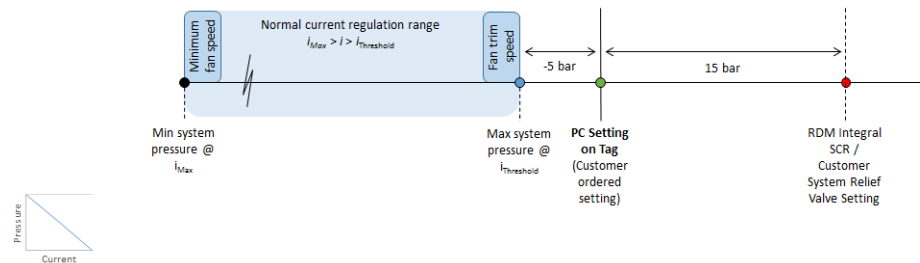 Minimum
fan speed
Normal current regulation range
iMax > i > iThreshold
Fan trim
speed
-5 bar
15 bar
Min system
pressure @
iMax
Max system
pressure @
iThreshold
PC Setting
on Tag
(Customer
ordered
setting)
RDM Integral
SCR /
Customer
System Relief
Valve Setting
Pressure
Current